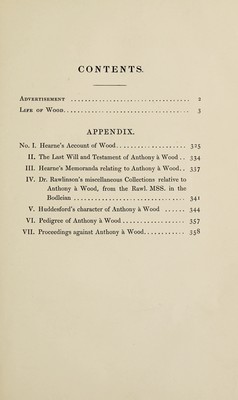 CONTENTS.
ADVERTISEMENT .................................. 2
LIFE OF WOOD.................................... 3
APPENDIX.
No. I. Hearne's Account of Wood................... 325
II. The Last Will and Testament of Anthony à Wood .. 334
III. Hearne's Memoranda relating to Anthony à Wood.. 337
IV. Dr. Rawlinson's miscellaneous Collections relative to
Anthony à Wood, from the Rawl. MSS. in the
Bodleian ............................... 341
V. Huddesford's character of Anthony à Wood ...... 344
VI. Pedigree of Anthony à Wood................. 357
VII. Proceedings against Anthony à Wood............ 358